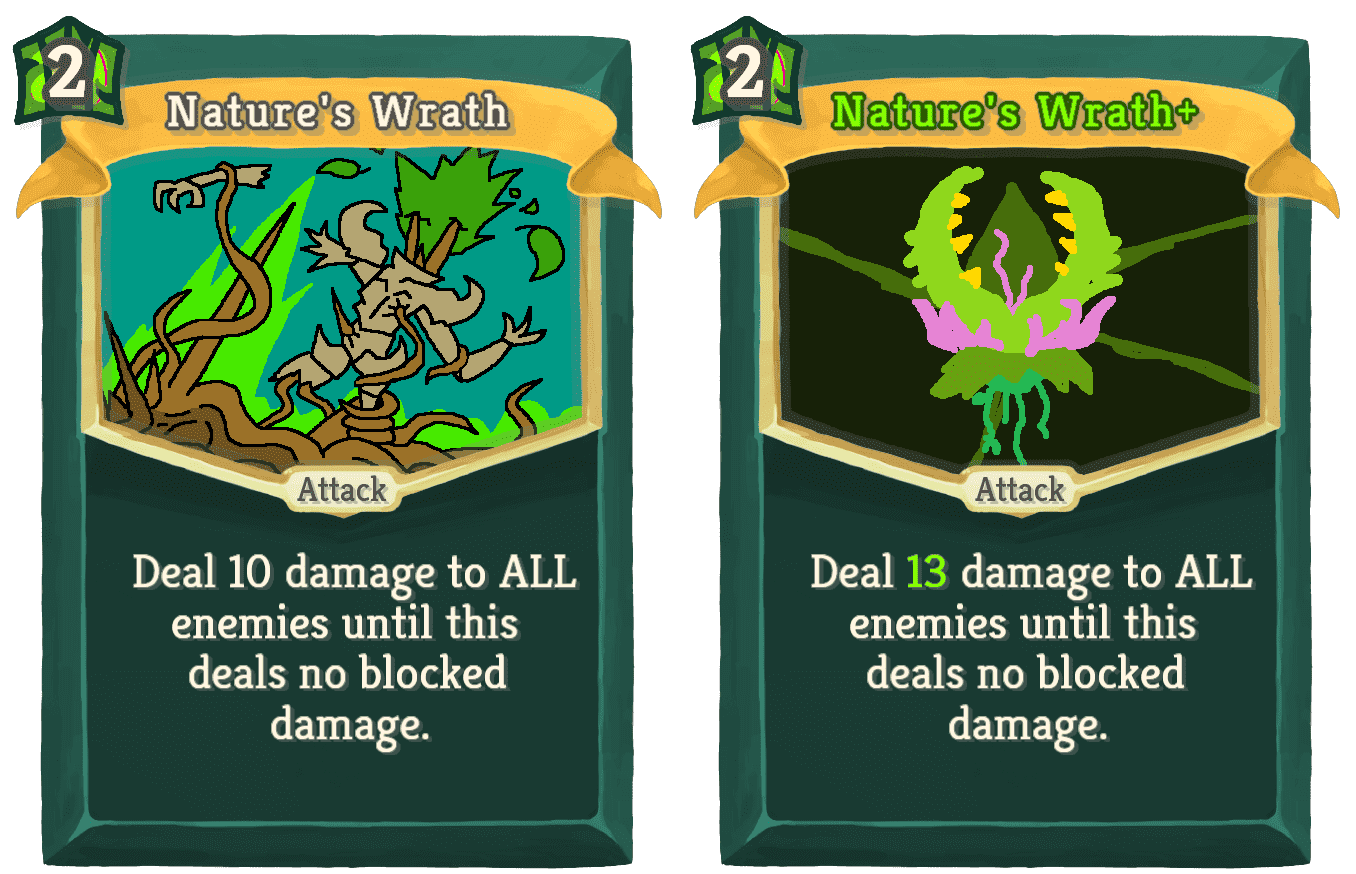 2
Nature's Wrath
Attack
Deal 10 damage to ALL
enemies until this
deals no blocked
damage.
2
Nature's Wrath+
Attack
Deal 13 damage to ALL
enemies until this
deals no blocked
damage.